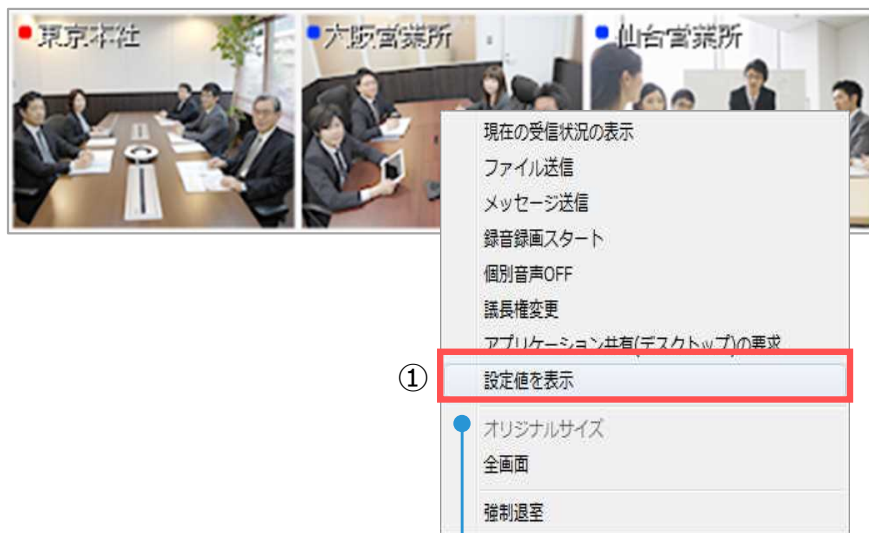 東京本社
大阪営業所
仙台営業所
現在の受信状況の表示
ファイル送信
メッセージ送信
録音録画スタート
個別音声OFF
議長権変更
アプリケーション共有(デスクトップ)の要求
①
設定値を表示
オリジナルサイズ
全画面
強制退室